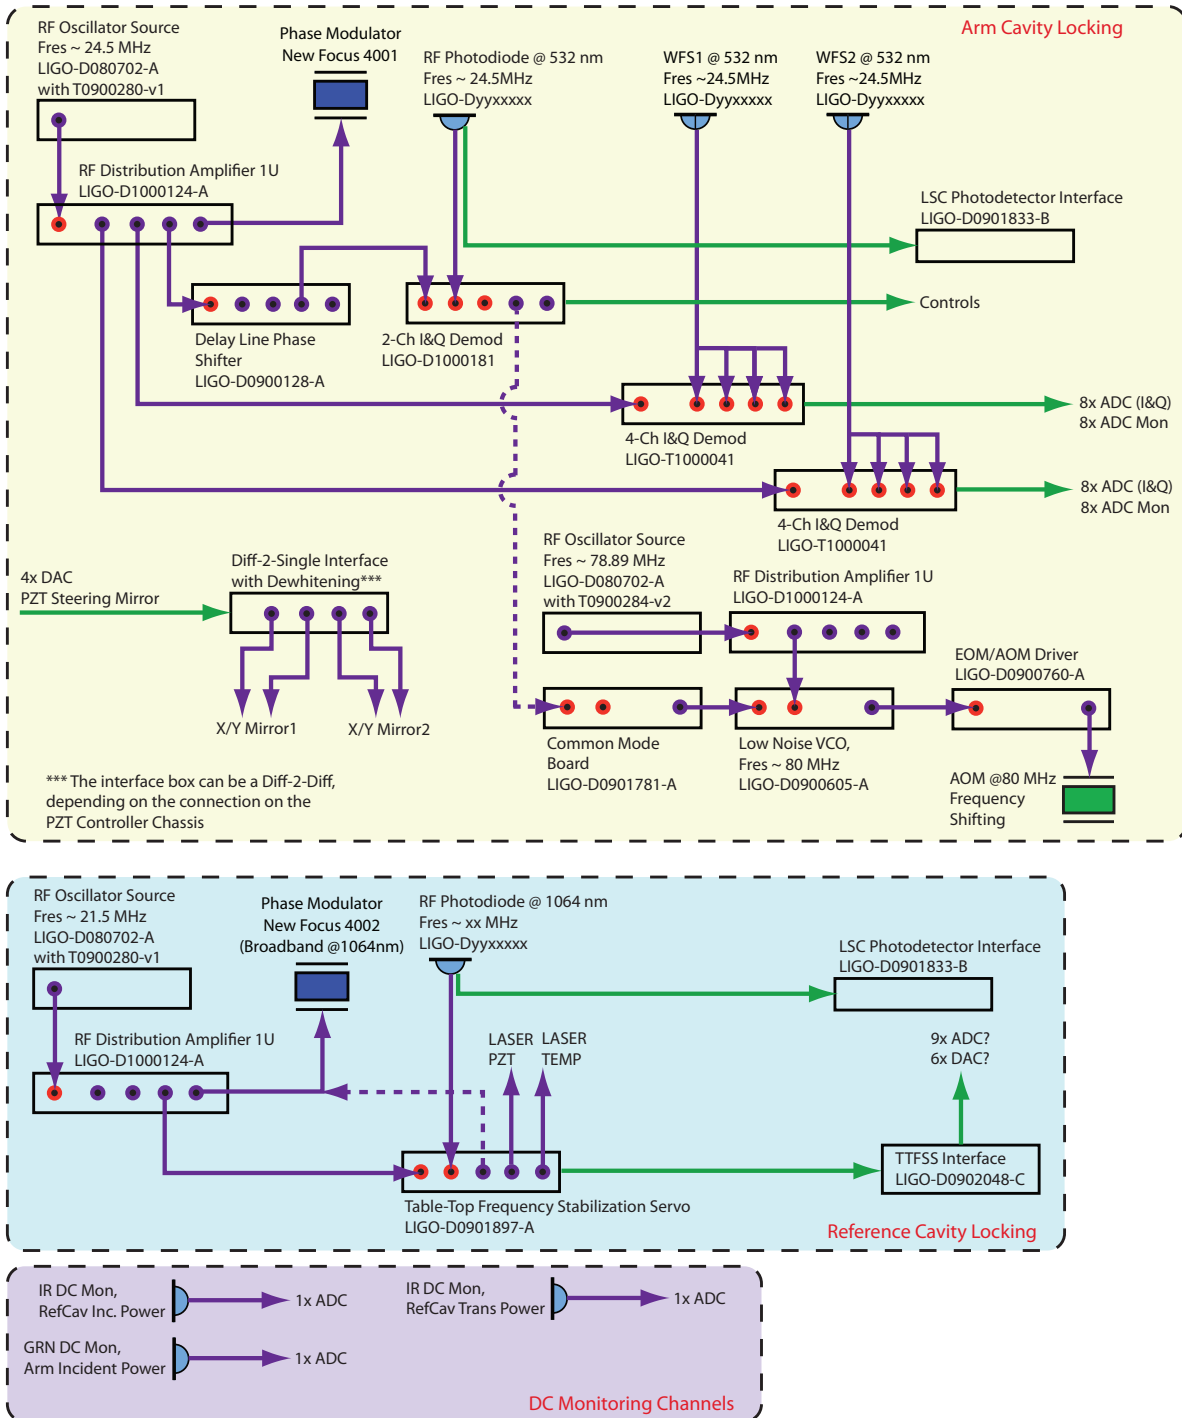 Arm Cavity Locking
RF Oscillator Source
Fres ~ 24.5 MHz
LIGO-D080702-A
with T0900280-v1
Phase Modulator
New Focus 4001
RF Photodiode @ 532 nm
Fres ~ 24.5MHz
LIGO-Dyyxxxxx
WFS1 @ 532 nm
Fres ~24.5MHz
LIGO-Dyyxxxxx
WFS2 @ 532 nm
Fres ~24.5MHz
LIGO-Dyyxxxxx
RF Distribution Amplifier 1U
LIGO-D1000124-A
LSC Photodetector Interface
LIGO-D0901833-B
Delay Line Phase
Shifter
LIGO-D0900128-A
2-Ch I&Q Demod
LIGO-D1000181
Controls
4-Ch I&Q Demod
LIGO-T1000041
8x ADC (I&Q)
8x ADC Mon
4-Ch I&Q Demod
LIGO-T1000041
8x ADC (I&Q)
8x ADC Mon
4x DAC
PZT Steering Mirror
Diff-2-Single Interface
with Dewhitening***
X/Y Mirror1
X/Y Mirror2
RF Oscillator Source
Fres ~ 78.89 MHz
LIGO-D080702-A
with T0900284-v2
RF Distribution Amplifier 1U
LIGO-D1000124-A
EOM/AOM Driver
LIGO-D0900760-A
Common Mode
Board
LIGO-D0901781-A
Low Noise VCO,
Fres ~ 80 MHz
LIGO-D0900605-A
AOM @80 MHz
Frequency
Shifting
*** The interface box can be a Diff-2-Diff,
depending on the connection on the
PZT Controller Chassis
RF Oscillator Source
Fres ~ 21.5 MHz
LIGO-D080702-A
with T0900280-v1
Phase Modulator
New Focus 4002
(Broadband @1064nm)
RF Photodiode @ 1064 nm
Fres ~ xx MHz
LIGO-Dyyxxxxx
LSC Photodetector Interface
LIGO-D0901833-B
RF Distribution Amplifier 1U
LIGO-D1000124-A
LASER
PZT
LASER
TEMP
9x ADC?
6x DAC?
TTFSS Interface
LIGO-D0902048-C
Table-Top Frequency Stabilization Servo
LIGO-D0901897-A
Reference Cavity Locking
IR DC Mon,
RefCav Inc. Power
1x ADC
IR DC Mon,
RefCav Trans Power
1x ADC
GRN DC Mon,
Arm Incident Power
1x ADC
DC Monitoring Channels